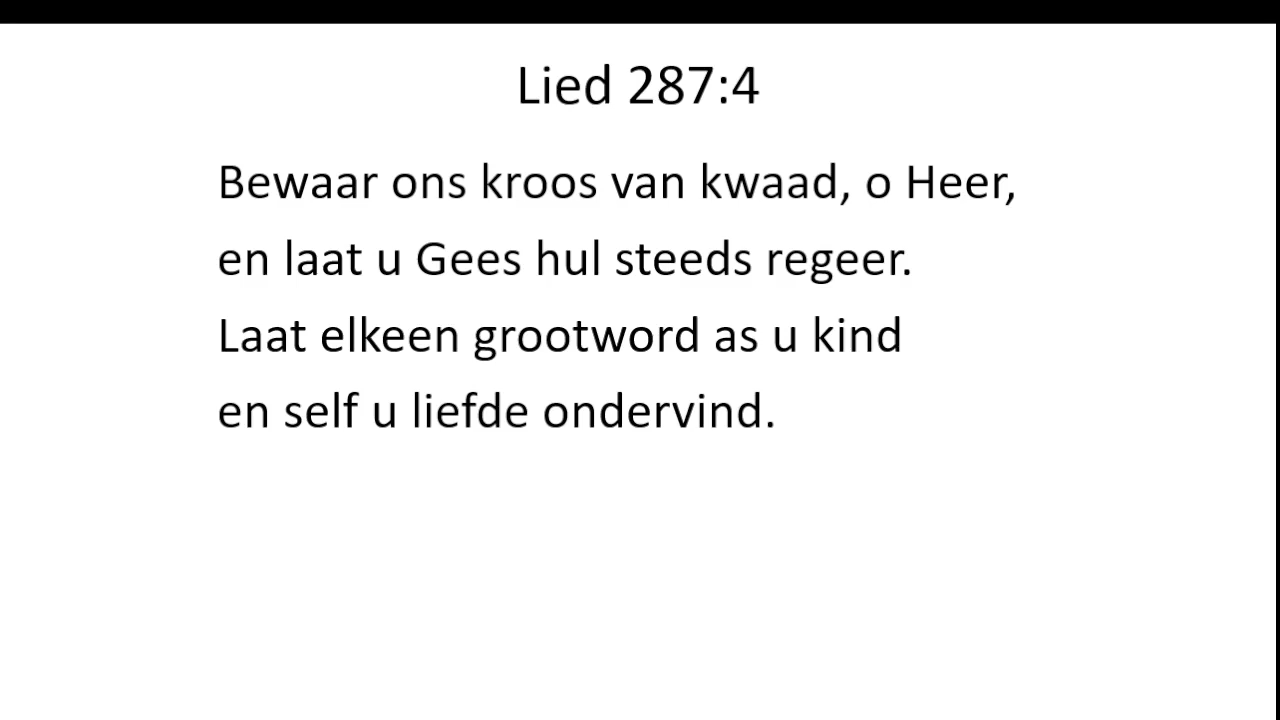 Lied 287:4
Bewaar ons kroos van kwaad, o Heer,
en laat u Gees hul steeds regeer.
Laat elkeen grootword as u kind
en self u liefde ondervind.